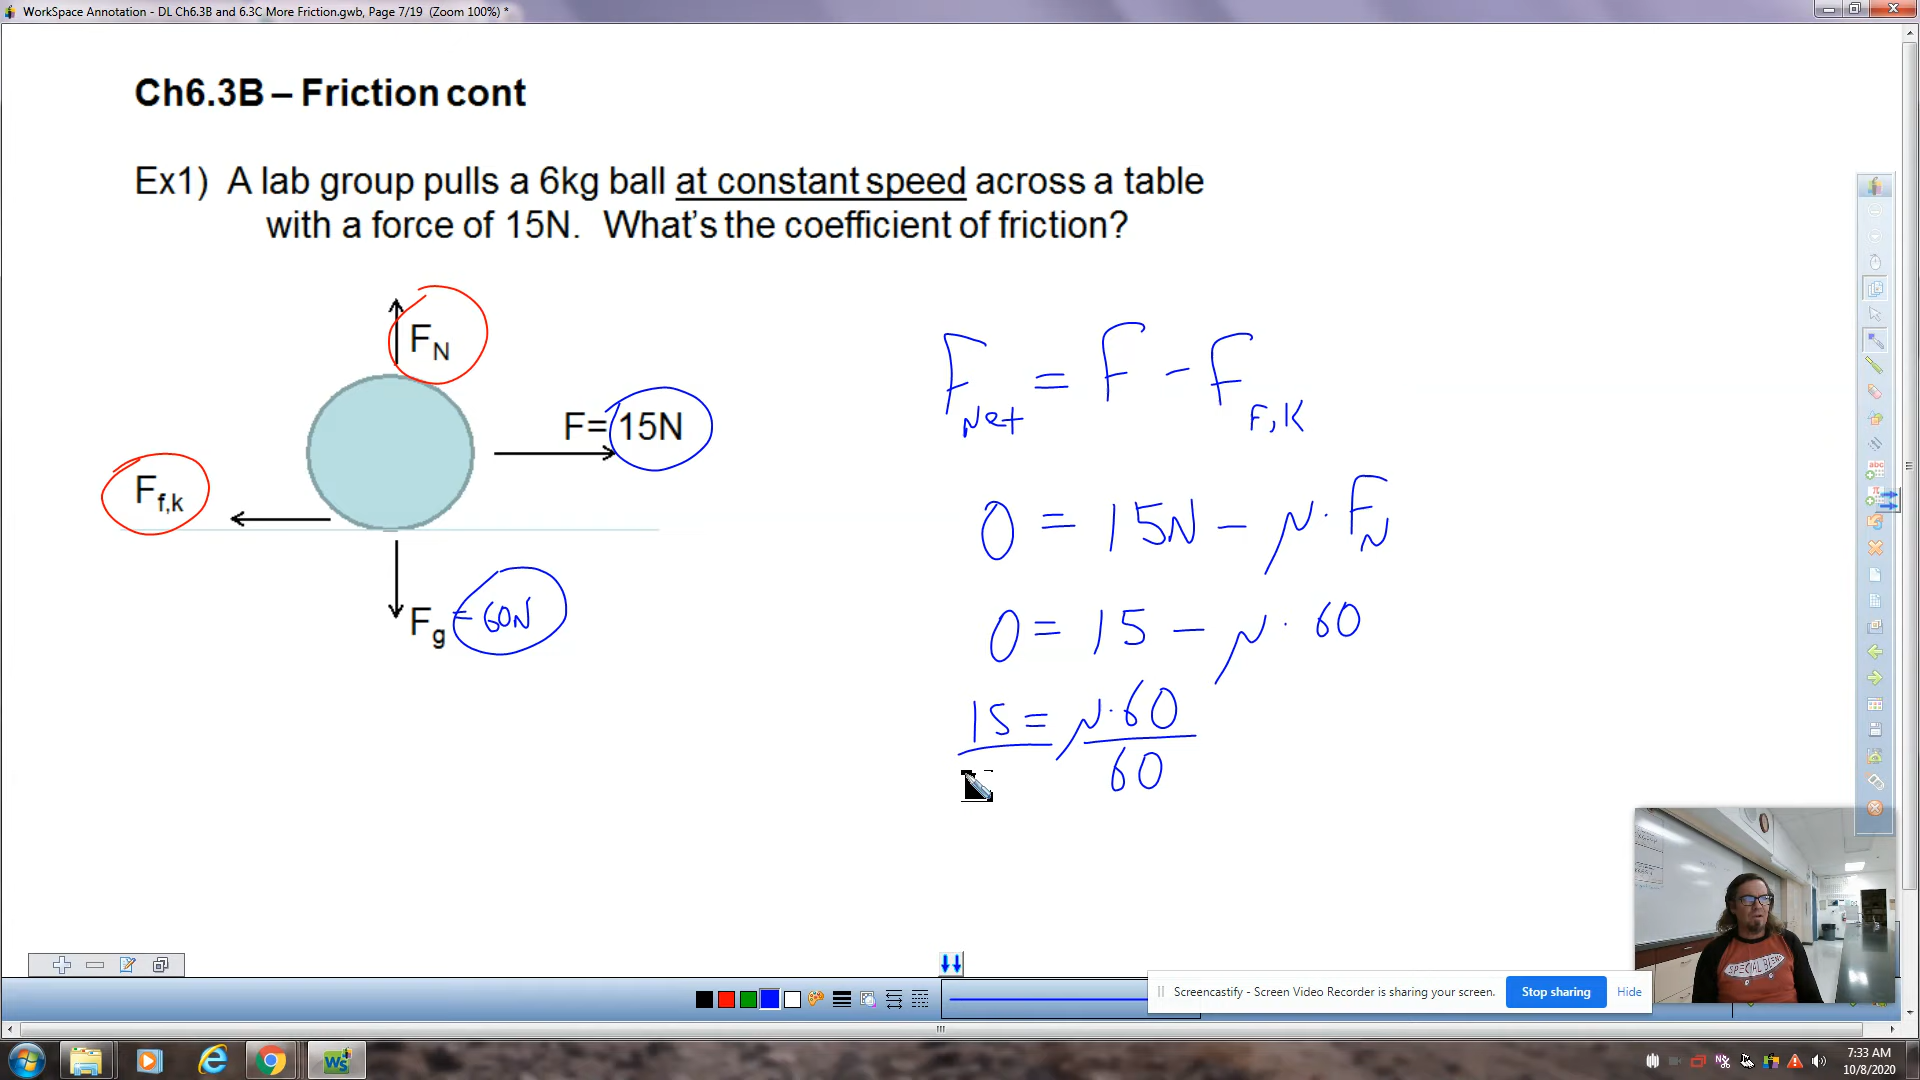 WorkSpace Annotation - DL Ch6.3B and 6.3C More Friction.gwb, Page 7/19 (Zoom 100%) *
Ch6.3B – Friction cont
Ex1) A lab group pulls a 6kg ball at constant speed across a table
with a force of 15N. What's the coefficient of friction?
FN
F=15N
Ff,k
Fg = 60N
FNet = F - FF,K
0 = 15N - μ · FN
0 = 15 - μ · 60
15 = μ · 60
60
SPECIAL BLEND
Screencastify - Screen Video Recorder is sharing your screen.
Stop sharing
Hide
WS
7:33 AM
10/8/2020